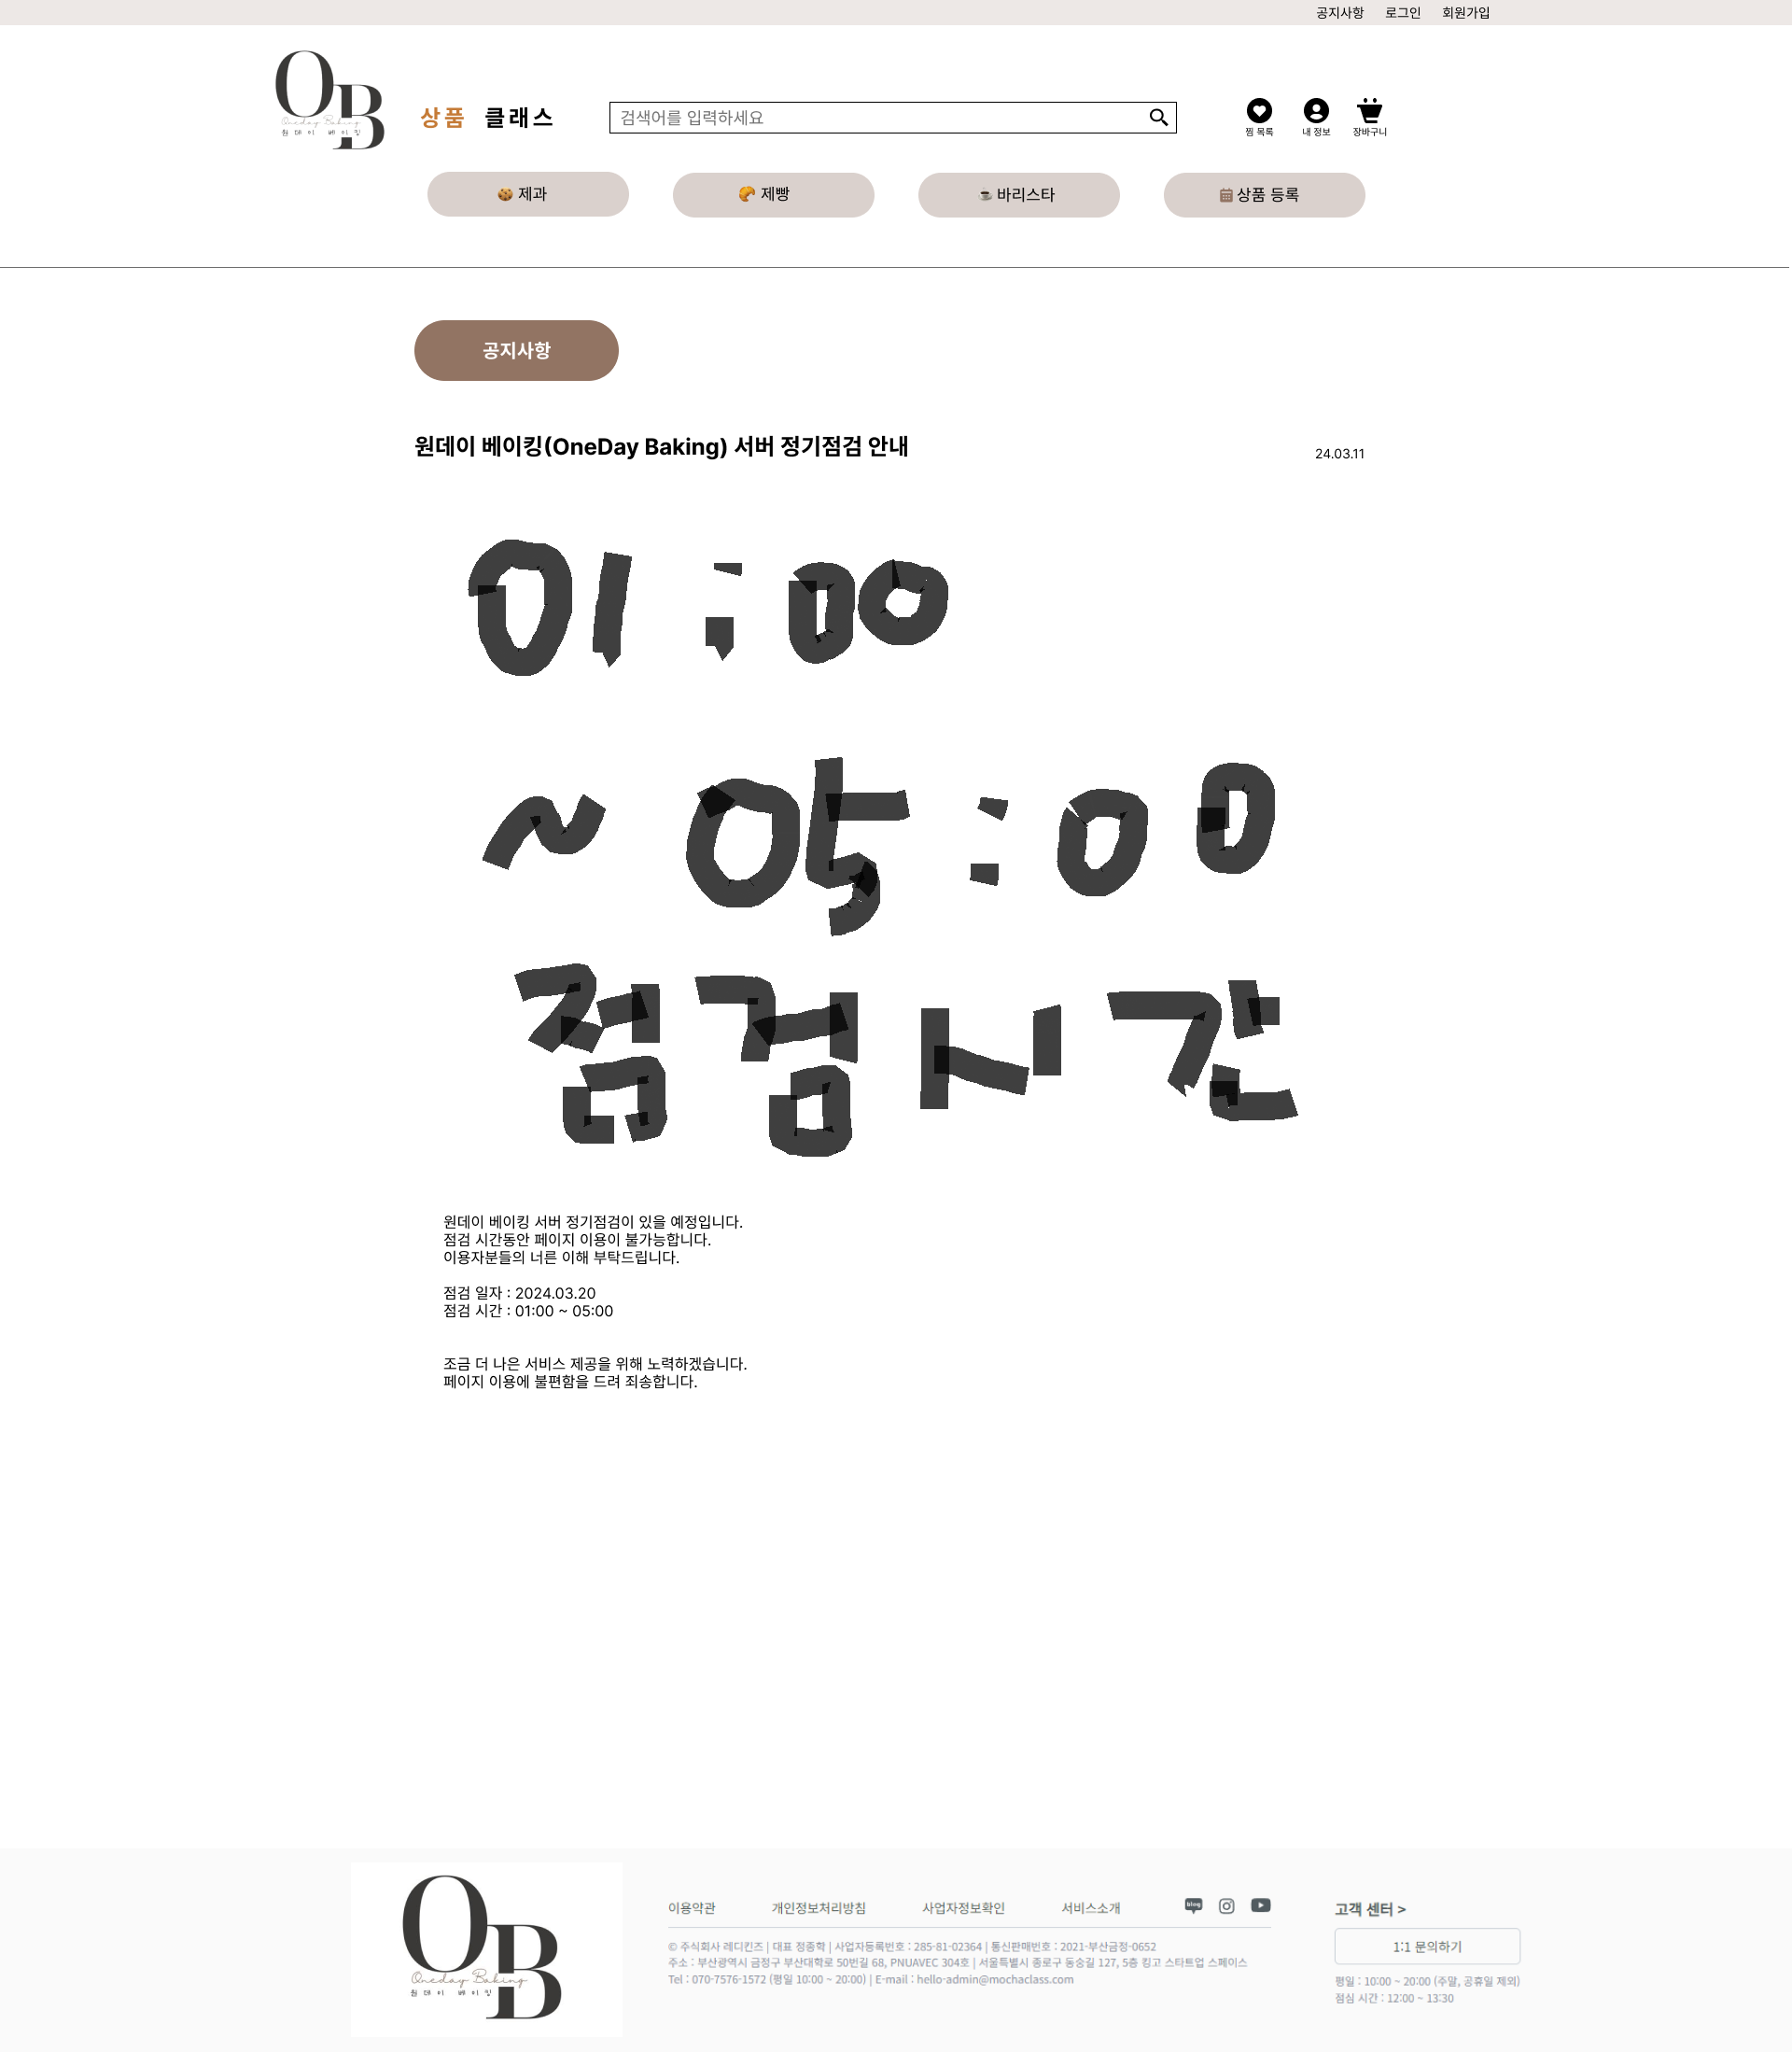 공지사항 로그인 회원가입
OB
Oneday Baking
원데이 베이킹
상품 클래스
검색어를 입력하세요
찜 목록 내 정보 장바구니
제과 제빵 바리스타 상품 등록
공지사항
원데이 베이킹(OneDay Baking) 서버 정기점검 안내
24.03.11
01 : 00
~ 05 : 00
점검시간
원데이 베이킹 서버 정기점검이 있을 예정입니다.
점검 시간동안 페이지 이용이 불가능합니다.
이용자분들의 너른 이해 부탁드립니다.
점검 일자 : 2024.03.20
점검 시간 : 01:00 ~ 05:00
조금 더 나은 서비스 제공을 위해 노력하겠습니다.
페이지 이용에 불편함을 드려 죄송합니다.
OB
Oneday Baking
원데이 베이킹
이용약관 개인정보처리방침 사업자정보확인 서비스소개 blog
© 주식회사 레디킨즈 | 대표 정종학 | 사업자등록번호 : 285-81-02364 | 통신판매번호 : 2021-부산금정-0652
주소 : 부산광역시 금정구 부산대학로 50번길 68, PNUAVEC 304호 | 서울특별시 종로구 동숭길 127, 5층 킹고 스타트업 스페이스
Tel : 070-7576-1572 (평일 10:00 ~ 20:00) | E-mail : hello-admin@mochaclass.com
고객 센터 >
1:1 문의하기
평일 : 10:00 ~ 20:00 (주말, 공휴일 제외)
점심 시간 : 12:00 ~ 13:30